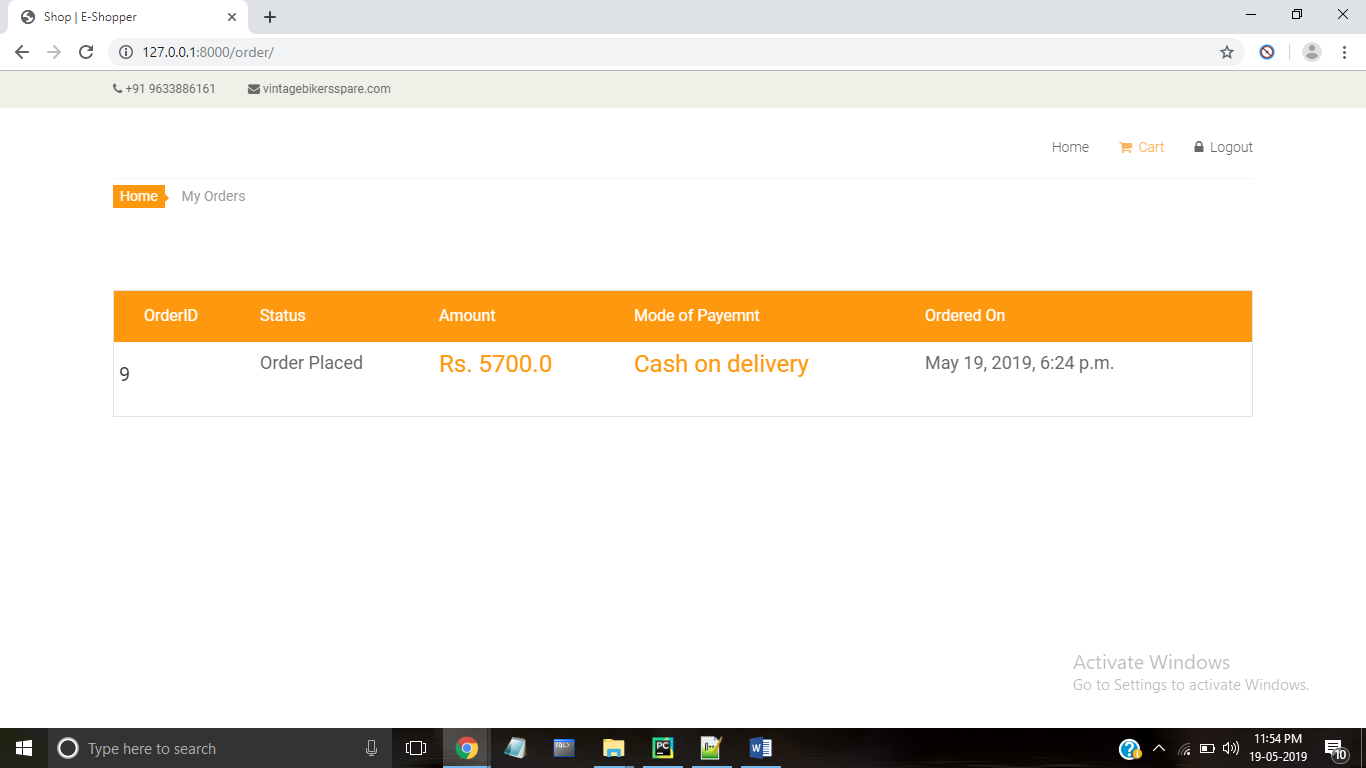 Shop | E-Shopper
127.0.0.1:8000/order/
+91 9633886161 vintagebikersspare.com
Home Cart Logout
Home My Orders
OrderID Status Amount Mode of Payemnt Ordered On
9 Order Placed Rs. 5700.0 Cash on delivery May 19, 2019, 6:24 p.m.
Activate Windows
Go to Settings to activate Windows.
Type here to search
11:54 PM
19-05-2019
10